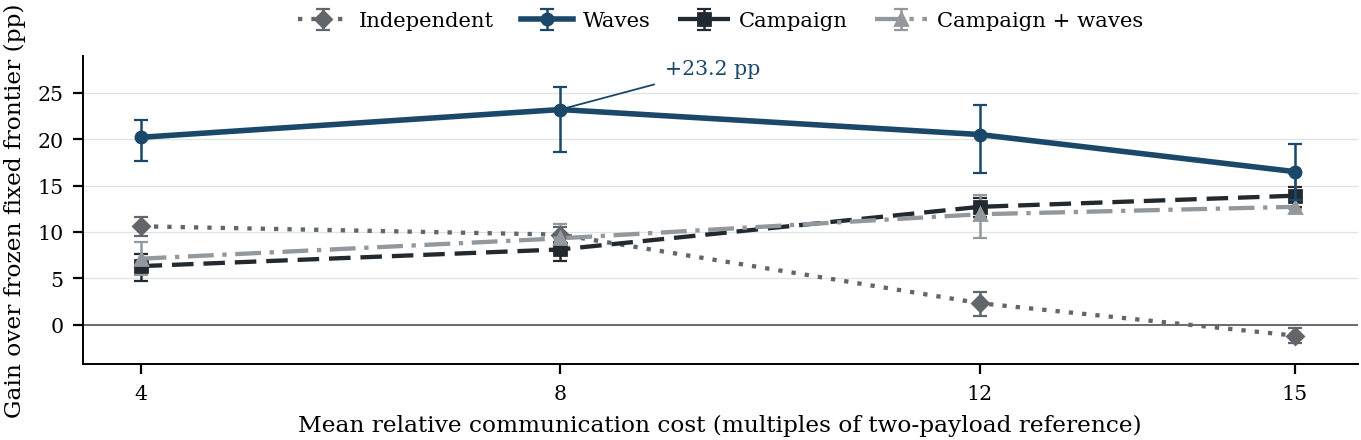 Independent Waves Campaign Campaign + waves
Gain over frozen fixed frontier (pp)
+23.2 pp
25
20
15
10
5
0
4 8 12 15
Mean relative communication cost (multiples of two-payload reference)